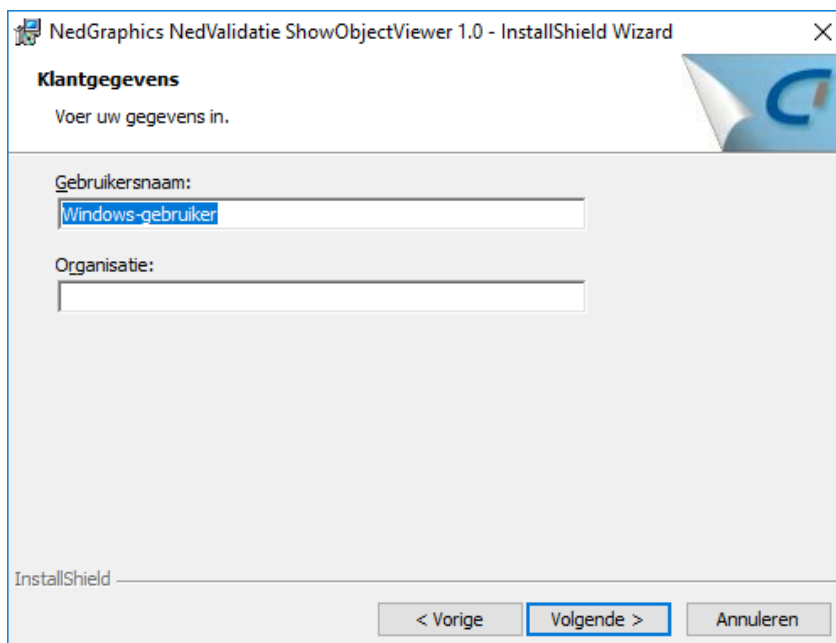 NedGraphics NedValidatie ShowObjectViewer 1.0 - InstallShield Wizard
Klantgegevens
Voer uw gegevens in.
Gebruikersnaam:
Windows-gebruiker
Organisatie:
InstallShield
< Vorige
Volgende >
Annuleren